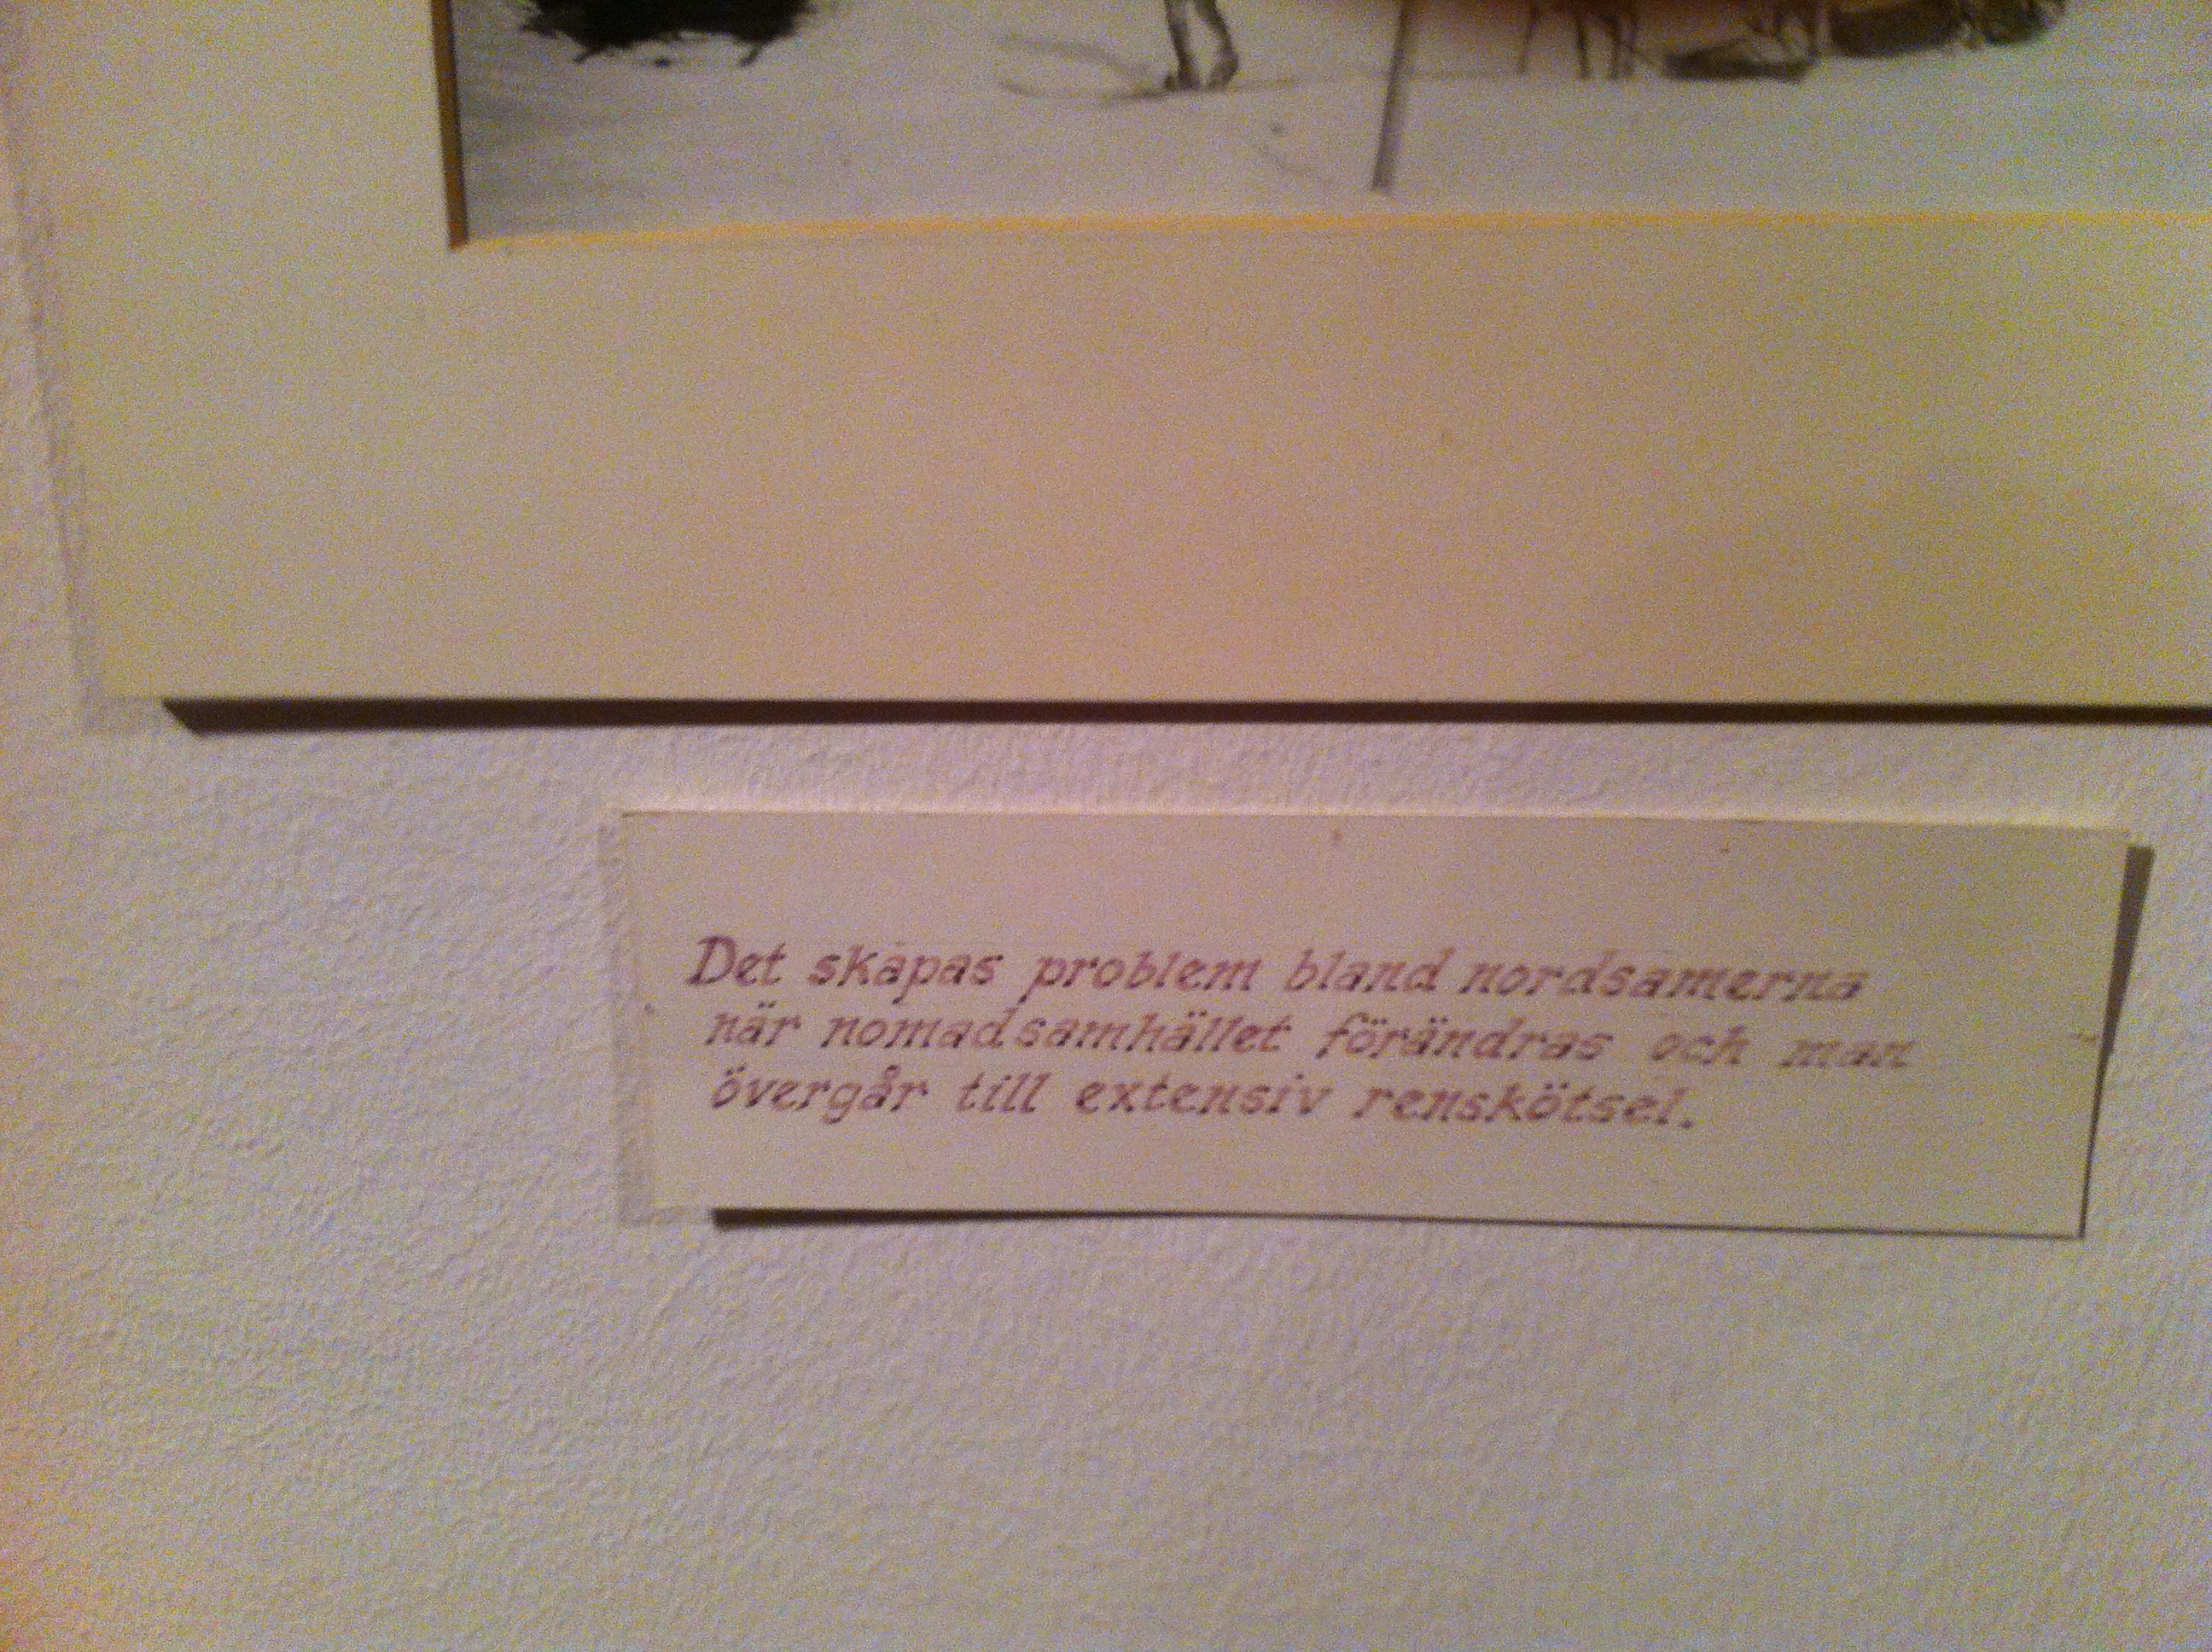 Det skapas problem bland nordsamerna
när nomadsamhället förändras och man
övergår till extensiv renskötsel.